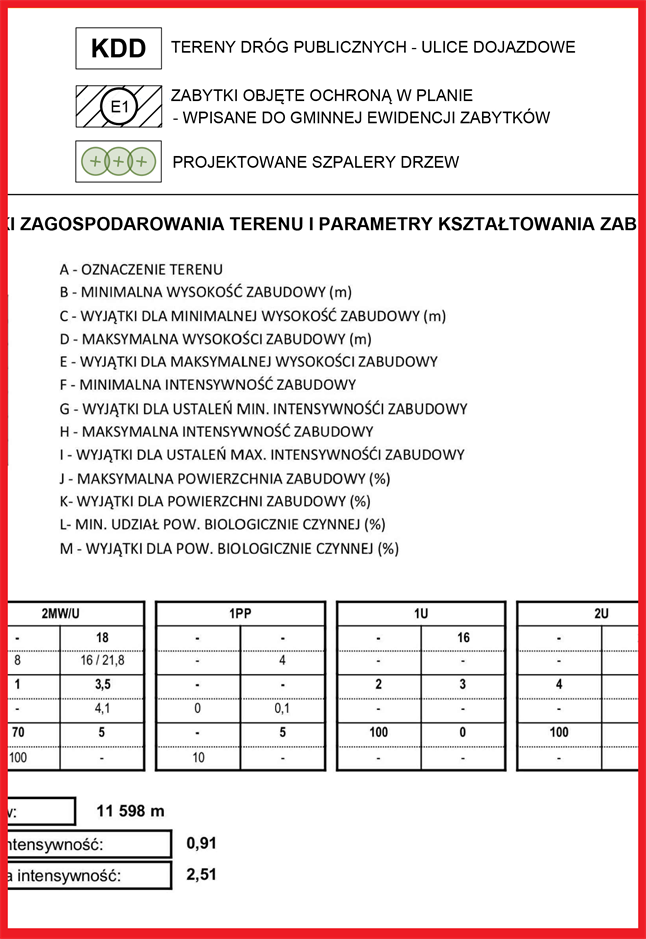 KDD TERENY DRÓG PUBLICZNYCH - ULICE DOJAZDOWE
E1 ZABYTKI OBJĘTE OCHRONĄ W PLANIE
- WPISANE DO GMINNEJ EWIDENCJI ZABYTKÓW
PROJEKTOWANE SZPALERY DRZEW
KI ZAGOSPODAROWANIA TERENU I PARAMETRY KSZTAŁTOWANIA ZAB
A - OZNACZENIE TERENU
B - MINIMALNA WYSOKOŚĆ ZABUDOWY (m)
C - WYJĄTKI DLA MINIMALNEJ WYSOKOŚĆ ZABUDOWY (m)
D - MAKSYMALNA WYSOKOŚCI ZABUDOWY (m)
E - WYJĄTKI DLA MAKSYMALNEJ WYSOKOŚCI ZABUDOWY
F - MINIMALNA INTENSYWNOŚĆ ZABUDOWY
G - WYJĄTKI DLA USTALEŃ MIN. INTENSYWNOŚĆI ZABUDOWY
H - MAKSYMALNA INTENSYWNOŚĆ ZABUDOWY
I - WYJĄTKI DLA USTALEŃ MAX. INTENSYWNOŚĆI ZABUDOWY
J - MAKSYMALNA POWIERZCHNIA ZABUDOWY (%)
K- WYJĄTKI DLA POWIERZCHNI ZABUDOWY (%)
L- MIN. UDZIAŁ POW. BIOLOGICZNIE CZYNNEJ (%)
M - WYJĄTKI DLA POW. BIOLOGICZNIE CZYNNEJ (%)
2MW/U 1PP 1U 2U
- 18 - - - 16 -
8 16 / 21,8 - 4 - - -
1 3,5 - - 2 3 4
- 4,1 0 0,1 - - -
70 5 - 5 100 0 100
100 - 10 - - - -
w: 11 598 m
ntensywność: 0,91
a intensywność: 2,51